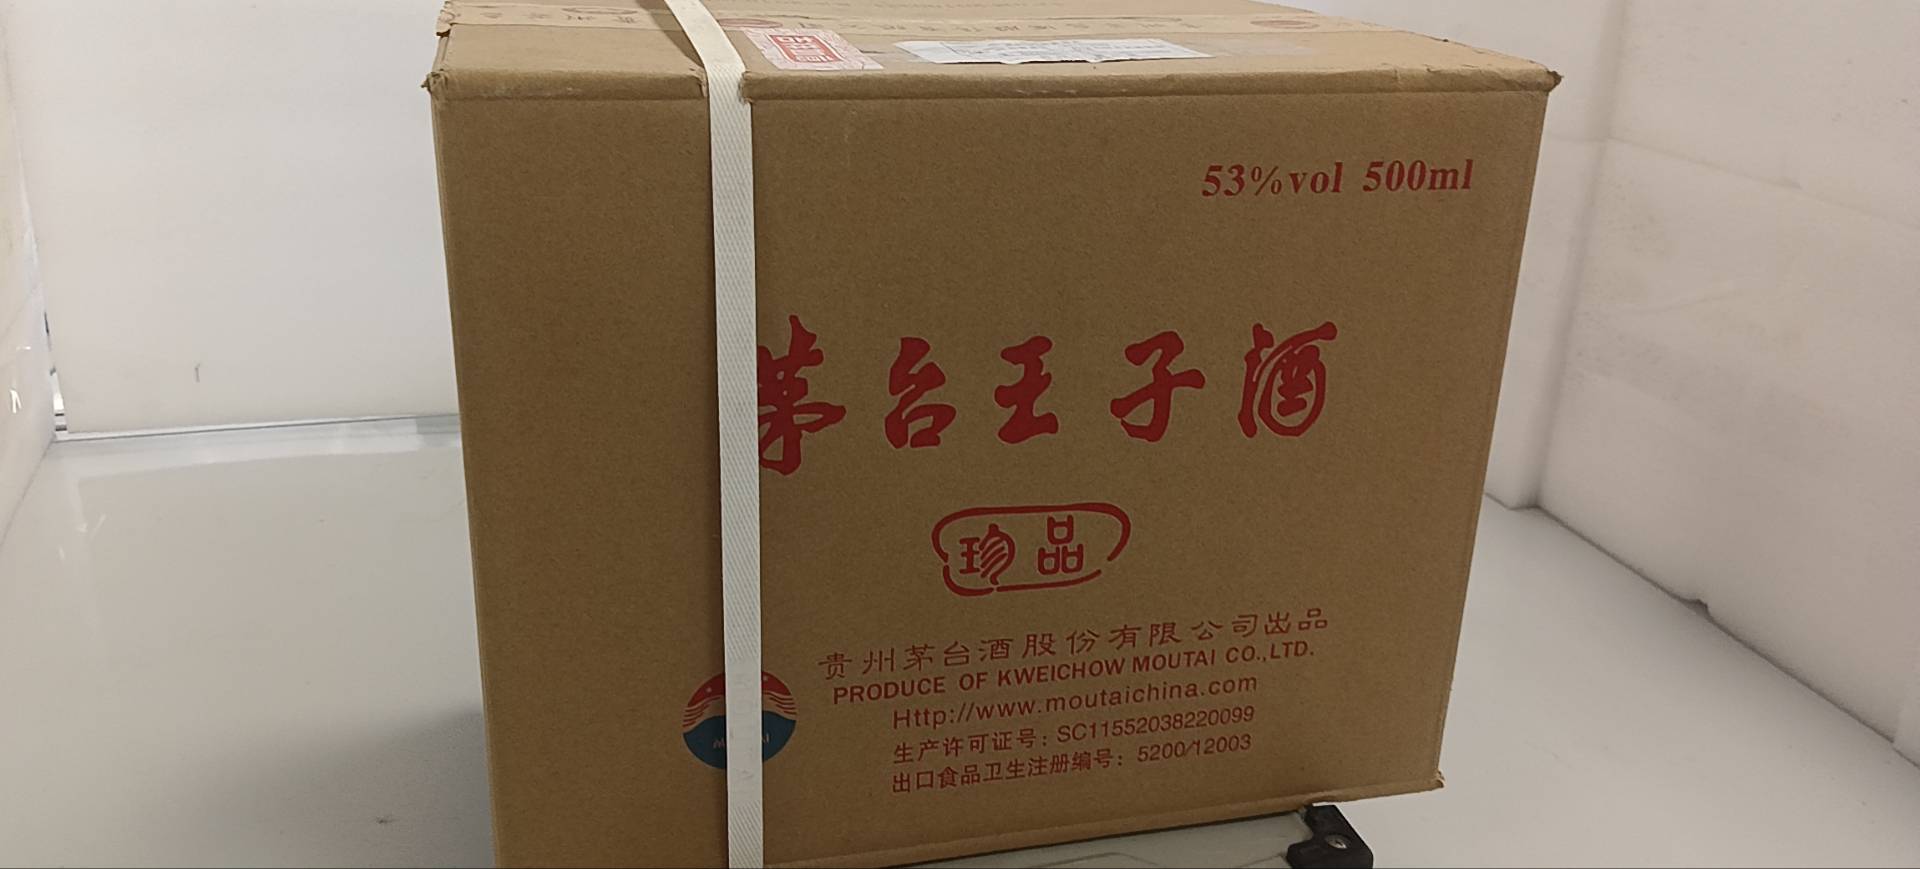 53%vol 500ml
茅台王子酒
珍品
贵州茅台酒股份有限公司出品
PRODUCE OF KWEICHOW MOUTAI CO.,LTD.
Http://www.moutaichina.com
生产许可证号：SC11552038220099
出口食品卫生注册编号：5200/12003